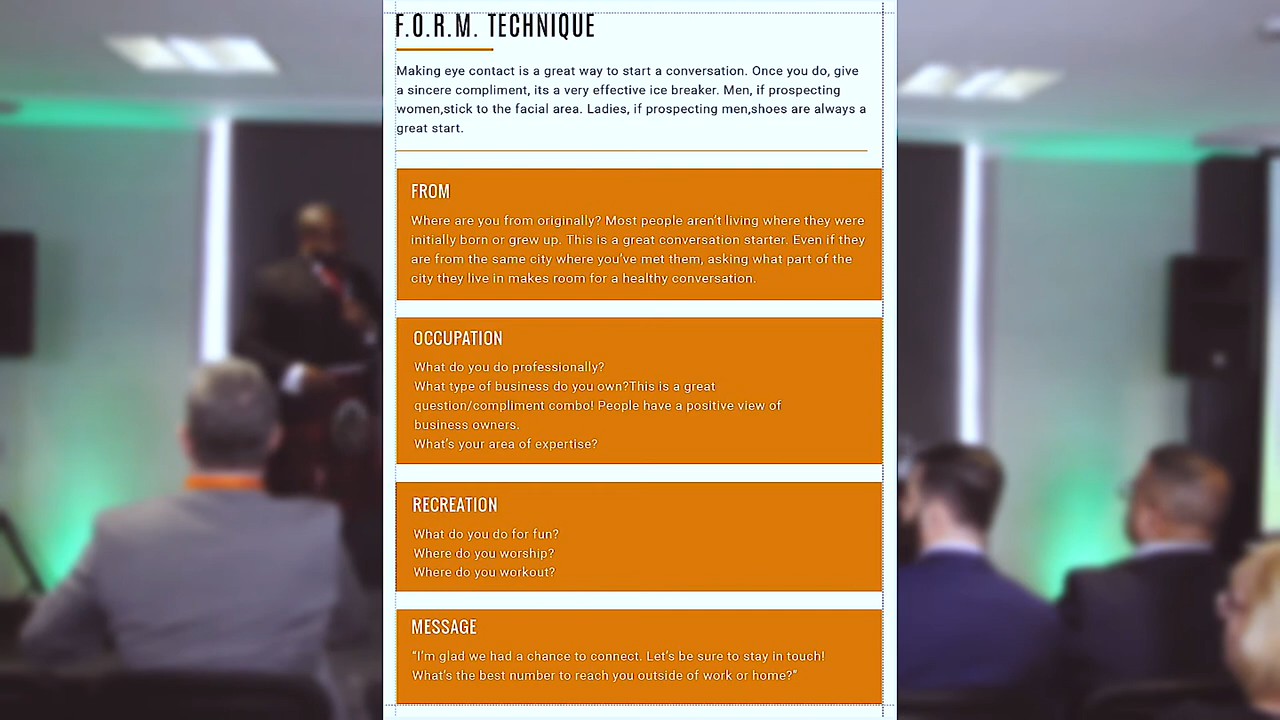 F.O.R.M. TECHNIQUE
Making eye contact is a great way to start a conversation. Once you do, give
a sincere compliment, its a very effective ice breaker. Men, if prospecting
women,stick to the facial area. Ladies, if prospecting men,shoes are always a
great start.
FROM
Where are you from originally? Most people aren't living where they were
initially born or grew up. This is a great conversation starter. Even if they
are from the same city where you've met them, asking what part of the
city they live in makes room for a healthy conversation.
OCCUPATION
What do you do professionally?
What type of business do you own?This is a great
question/compliment combo! People have a positive view of
business owners.
What's your area of expertise?
RECREATION
What do you do for fun?
Where do you worship?
Where do you workout?
MESSAGE
“I'm glad we had a chance to connect. Let's be sure to stay in touch!
What's the best number to reach you outside of work or home?”